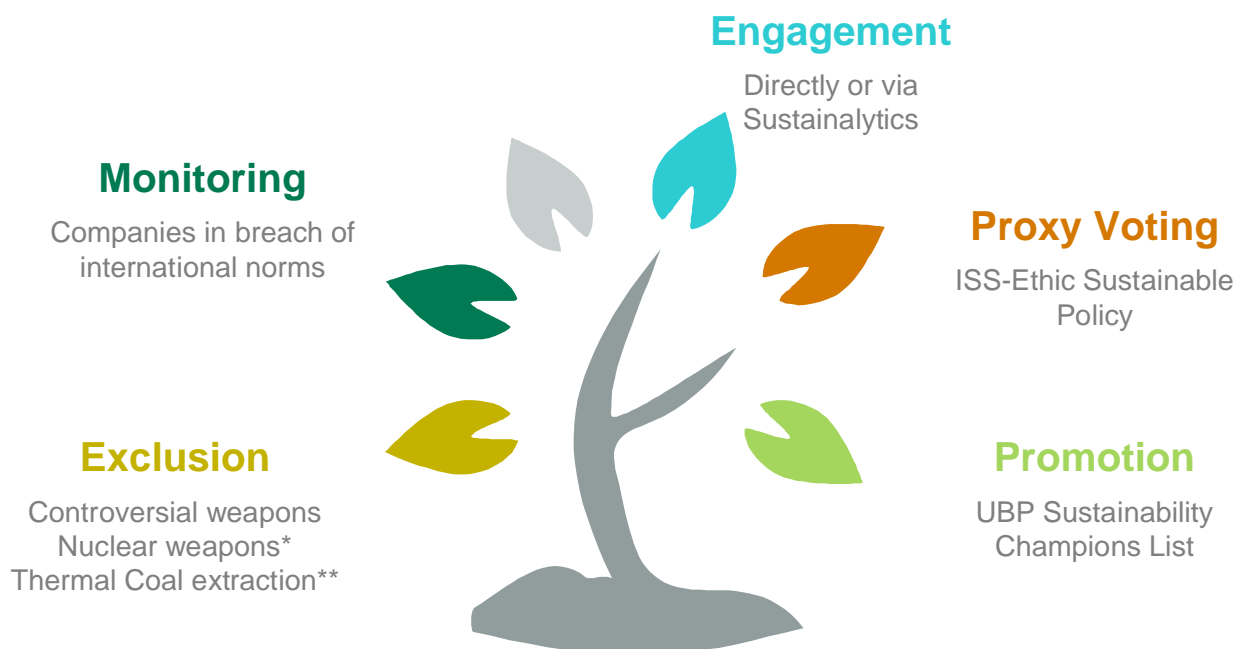 Engagement
Directly or via
Sustainalytics
Monitoring
Companies in breach of
international norms
Proxy Voting
ISS-Ethic Sustainable
Policy
Exclusion
Controversial weapons
Nuclear weapons*
Thermal Coal extraction**
Promotion
UBP Sustainability
Champions List